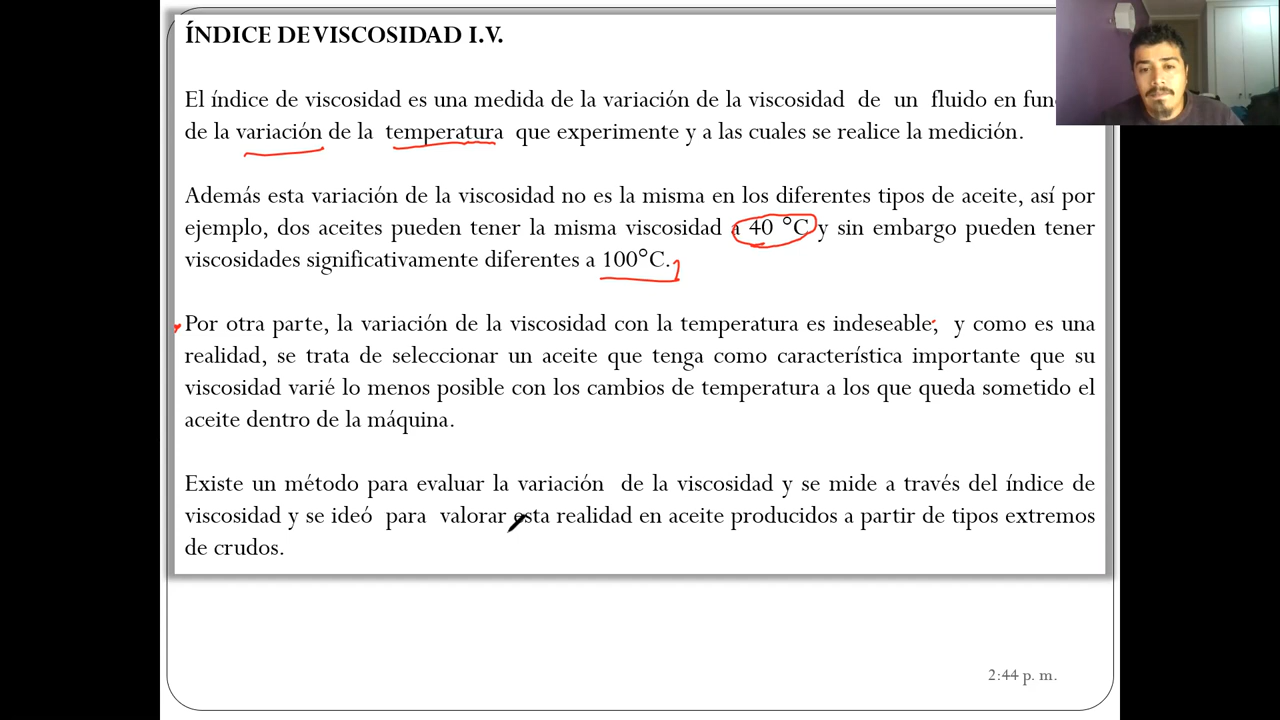 ÍNDICE DE VISCOSIDAD I.V.
El índice de viscosidad es una medida de la variación de la viscosidad de un fluido en
de la variación de la temperatura que experimente y a las cuales se realice la medición.
Además esta variación de la viscosidad no es la misma en los diferentes tipos de aceite, así por
ejemplo, dos aceites pueden tener la misma viscosidad a 40 °C y sin embargo pueden tener
viscosidades significativamente diferentes a 100°C.
Por otra parte, la variación de la viscosidad con la temperatura es indeseable, y como es una
realidad, se trata de seleccionar un aceite que tenga como característica importante que su
viscosidad varié lo menos posible con los cambios de temperatura a los que queda sometido el
aceite dentro de la máquina.
Existe un método para evaluar la variación de la viscosidad y se mide a través del índice de
viscosidad y se ideó para valorar esta realidad en aceite producidos a partir de tipos extremos
de crudos.
2:44 p. m.